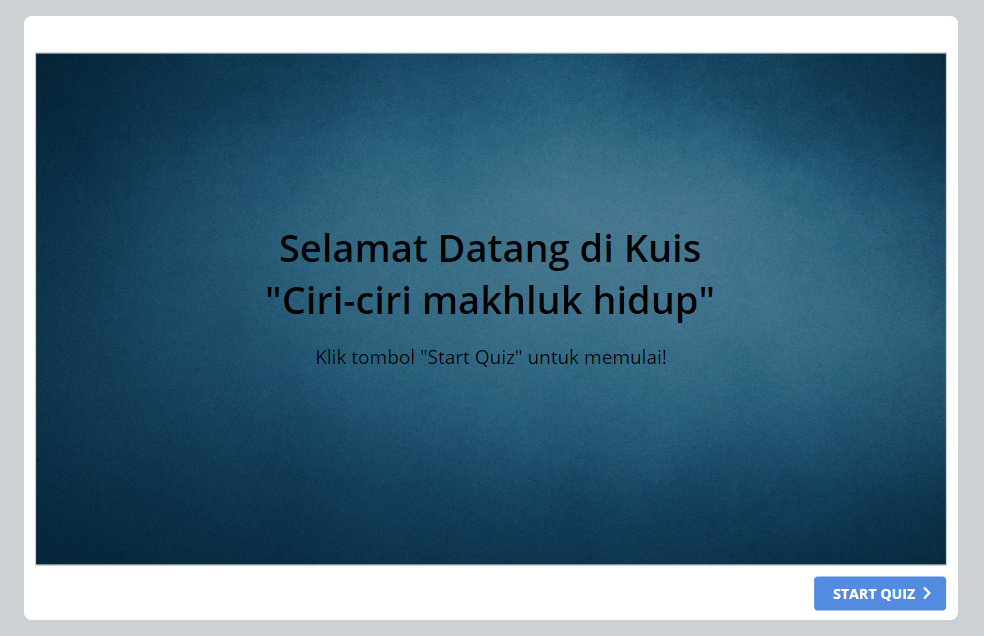 Selamat Datang di Kuis
"Ciri-ciri makhluk hidup"
Klik tombol "Start Quiz" untuk memulai!
START QUIZ